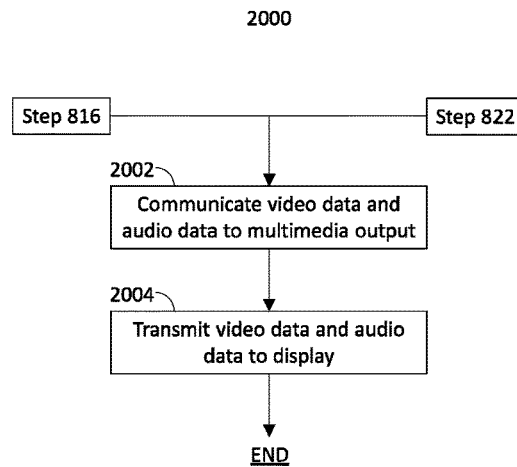 2000
Step 816
Step 822
2002
Communicate video data and
audio data to multimedia output
2004
Transmit video data and audio
data to display
END